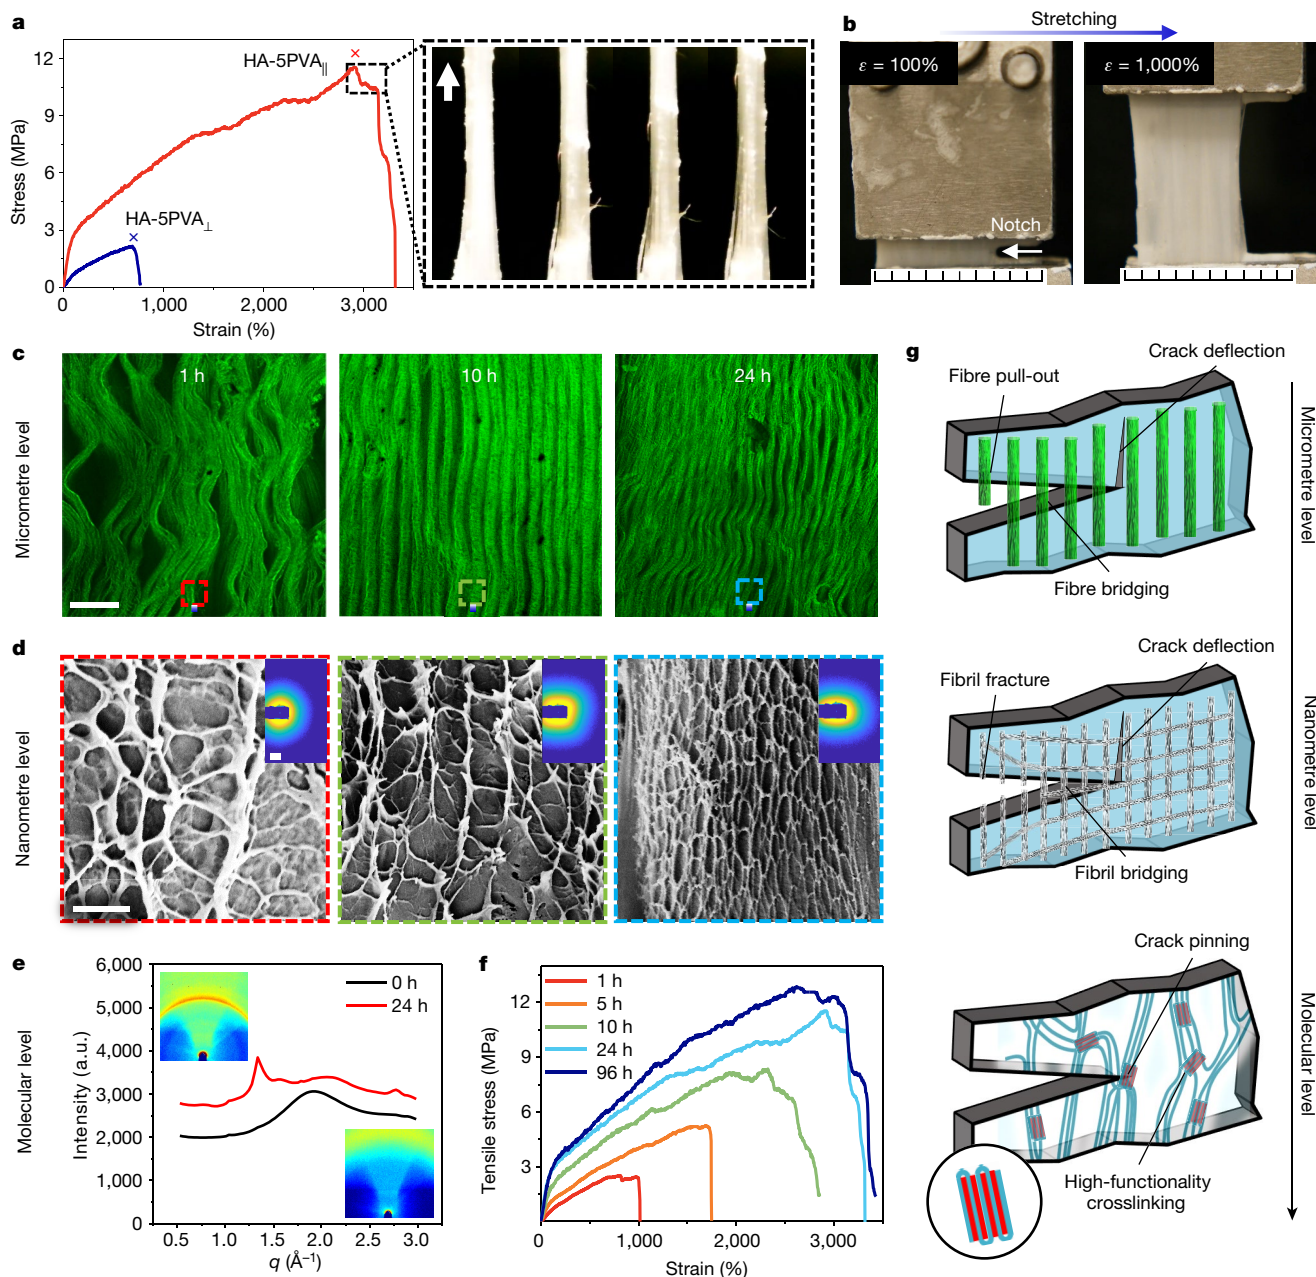 a
12
9
6
3
0
Stress (MPa)
HA-5PVA∥
HA-5PVA⊥
0
1,000
2,000
3,000
Strain (%)
b
Stretching
ε = 100%
ε = 1,000%
Notch
c
Micrometre level
1 h
10 h
24 h
d
Nanometre level
e
Molecular level
6,000
5,000
4,000
3,000
2,000
1,000
0
Intensity (a.u.)
0 h
24 h
0.5
1.0
1.5
2.0
2.5
3.0
q (Å⁻¹)
f
12
9
6
3
0
Tensile stress (MPa)
1 h
5 h
10 h
24 h
96 h
0
1,000
2,000
3,000
Strain (%)
g
Crack deflection
Fibre pull-out
Fibre bridging
Micrometre level
Crack deflection
Fibril fracture
Fibril bridging
Nanometre level
Crack pinning
High-functionality
crosslinking
Molecular level